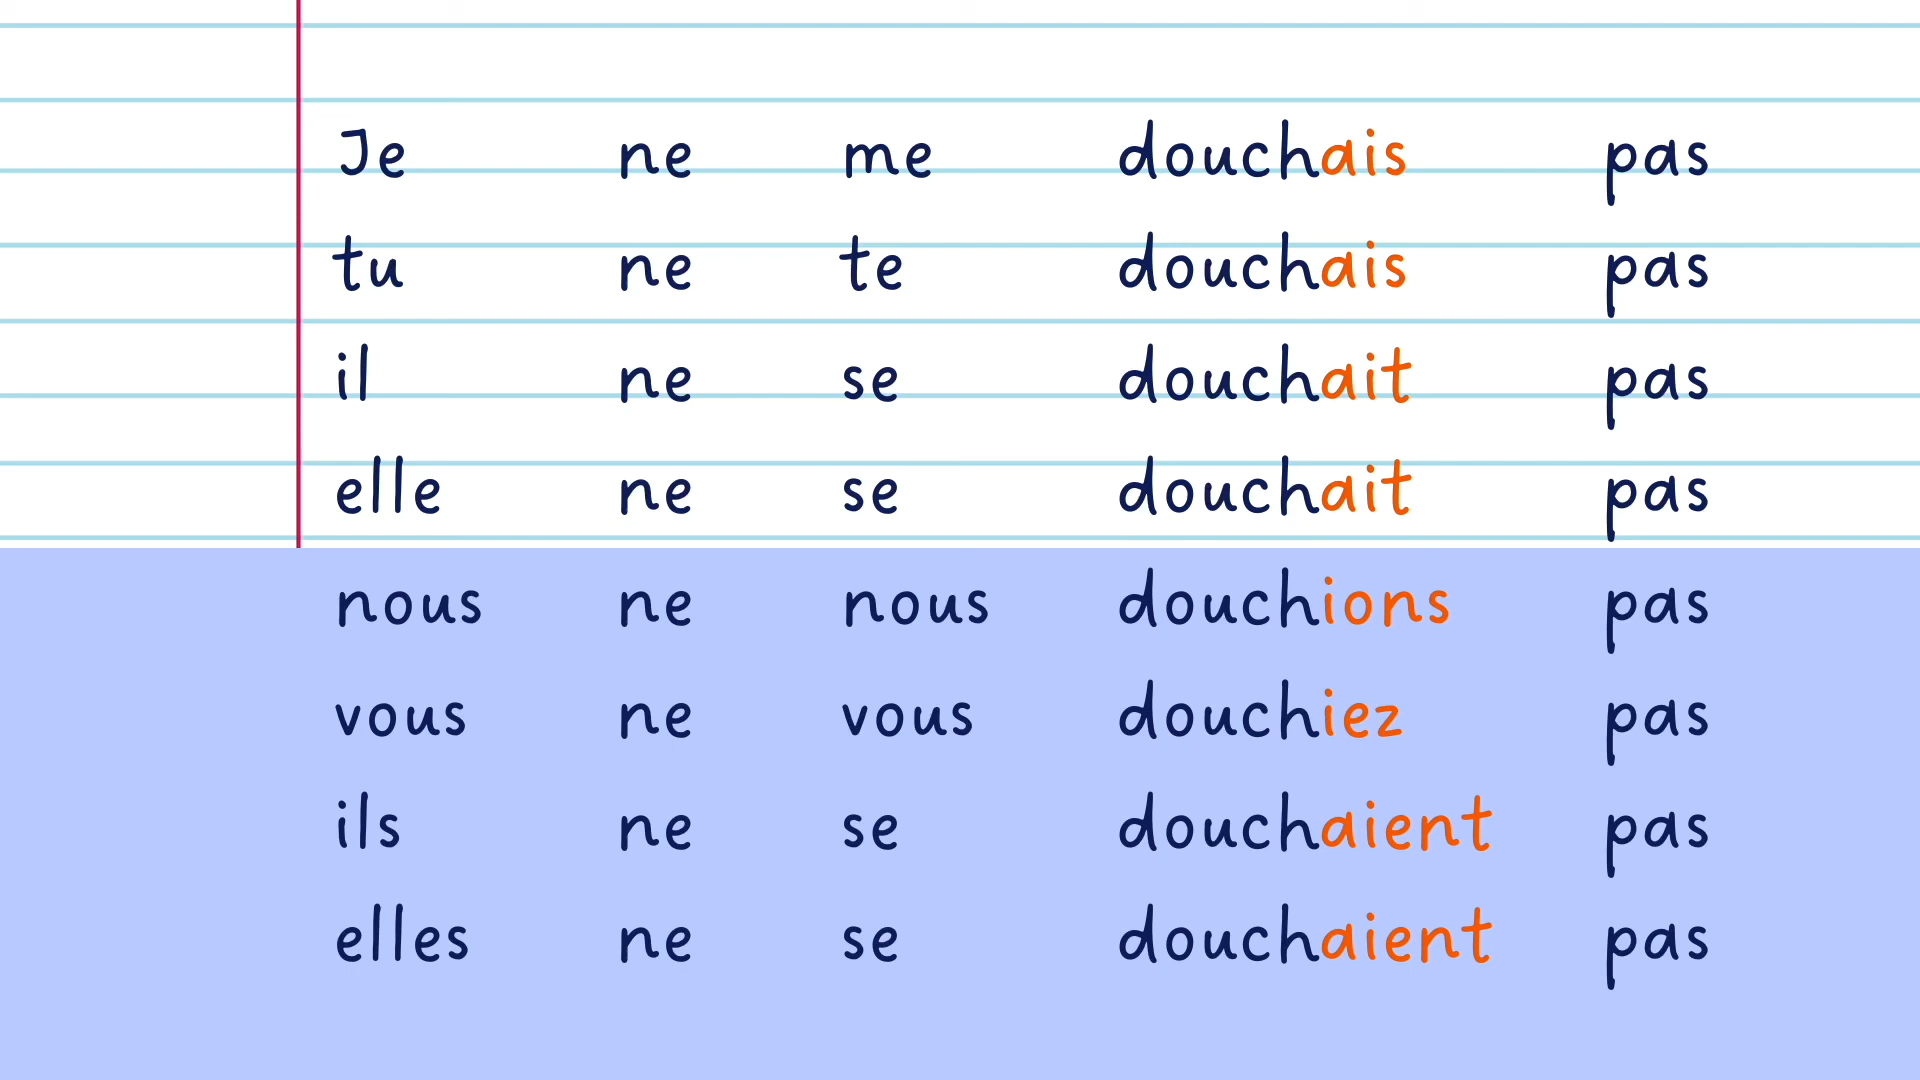 Je ne me douchais pas
tu ne te douchais pas
il ne se douchait pas
elle ne se douchait pas
nous ne nous douchions pas
vous ne vous douchiez pas
ils ne se douchaient pas
elles ne se douchaient pas